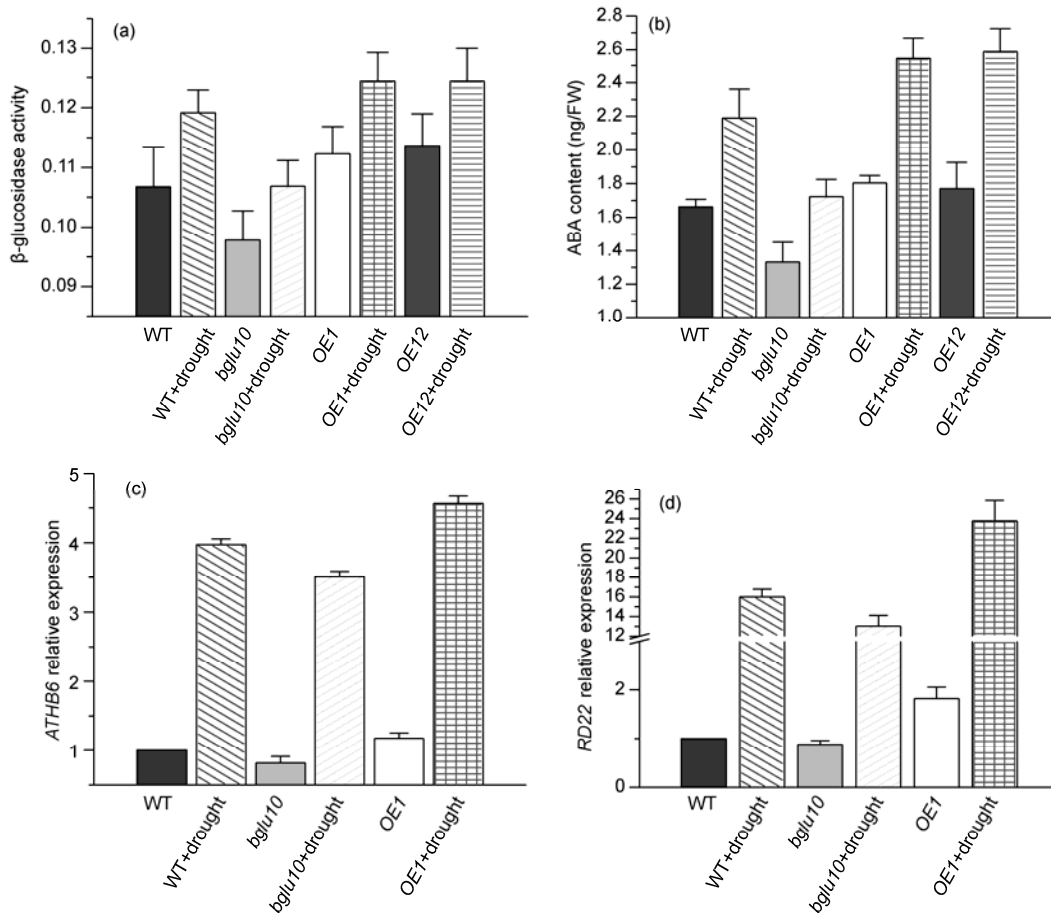 (a)
β-glucosidase activity
0.13
0.12
0.11
0.10
0.09
WT
WT+drought
bglu10
bglu10+drought
OE1
OE1+drought
OE12
OE12+drought
(b)
ABA content (ng/FW)
2.8
2.6
2.4
2.2
2.0
1.8
1.6
1.4
1.2
1.0
WT
WT+drought
bglu10
bglu10+drought
OE1
OE1+drought
OE12
OE12+drought
(c)
ATHB6 relative expression
5
4
3
2
1
WT
WT+drought
bglu10
bglu10+drought
OE1
OE1+drought
(d)
RD22 relative expression
26
24
22
20
18
16
14
12
2
0
WT
WT+drought
bglu10
bglu10+drought
OE1
OE1+drought